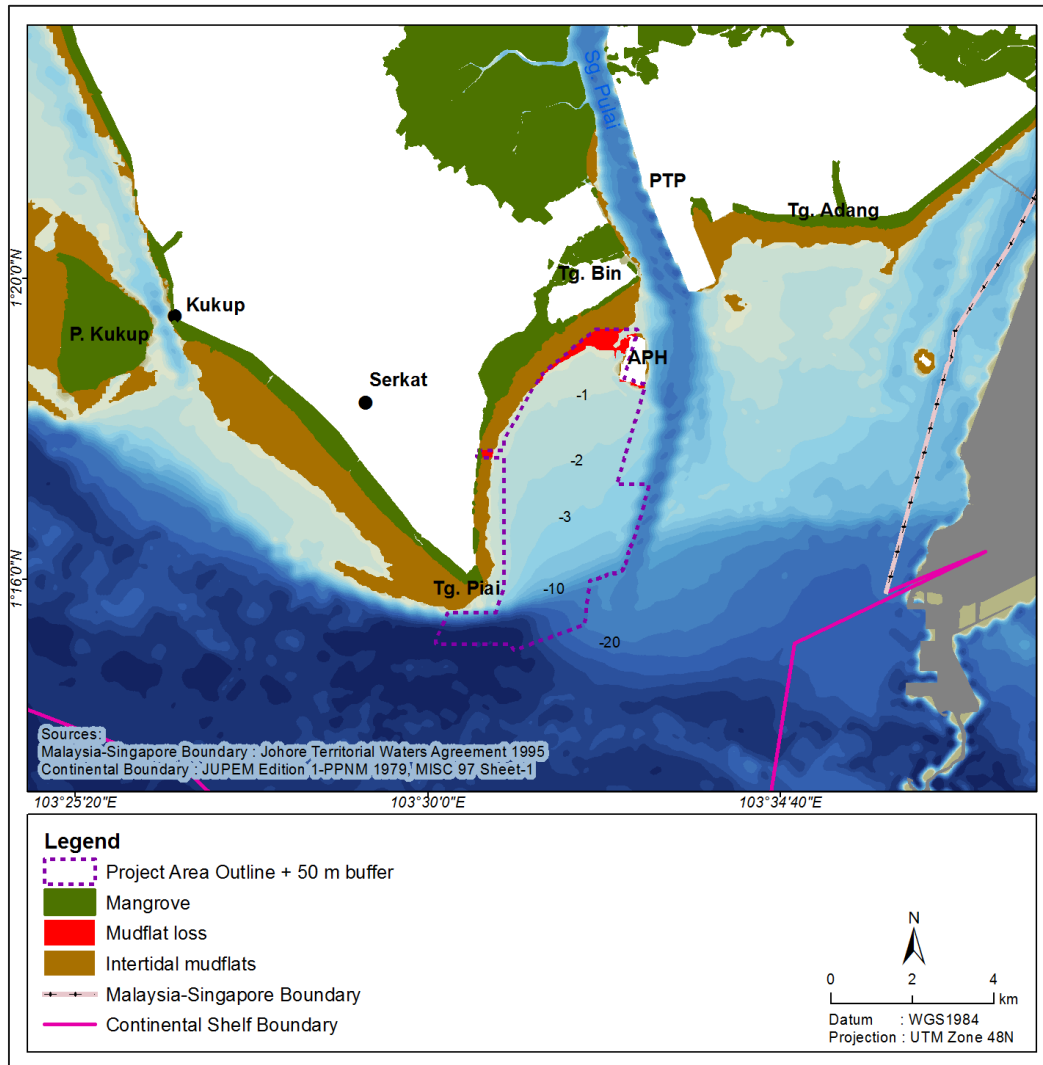 Sg. Pulai
PTP
Tg. Adang
Tg. Bin
Kukup
P. Kukup
APH
Serkat
-1
-2
-3
Tg. Piai
-10
-20
1°20'0"N
1°16'0"N
Sources:
Malaysia-Singapore Boundary : Johore Territorial Waters Agreement 1995
Continental Boundary : JUPEM Edition 1-PPNM 1979, MISC 97 Sheet-1
103°25'20"E
103°30'0"E
103°34'40"E
Legend
Project Area Outline + 50 m buffer
Mangrove
Mudflat loss
Intertidal mudflats
Malaysia-Singapore Boundary
Continental Shelf Boundary
N
0 2 4
km
Datum : WGS1984
Projection : UTM Zone 48N